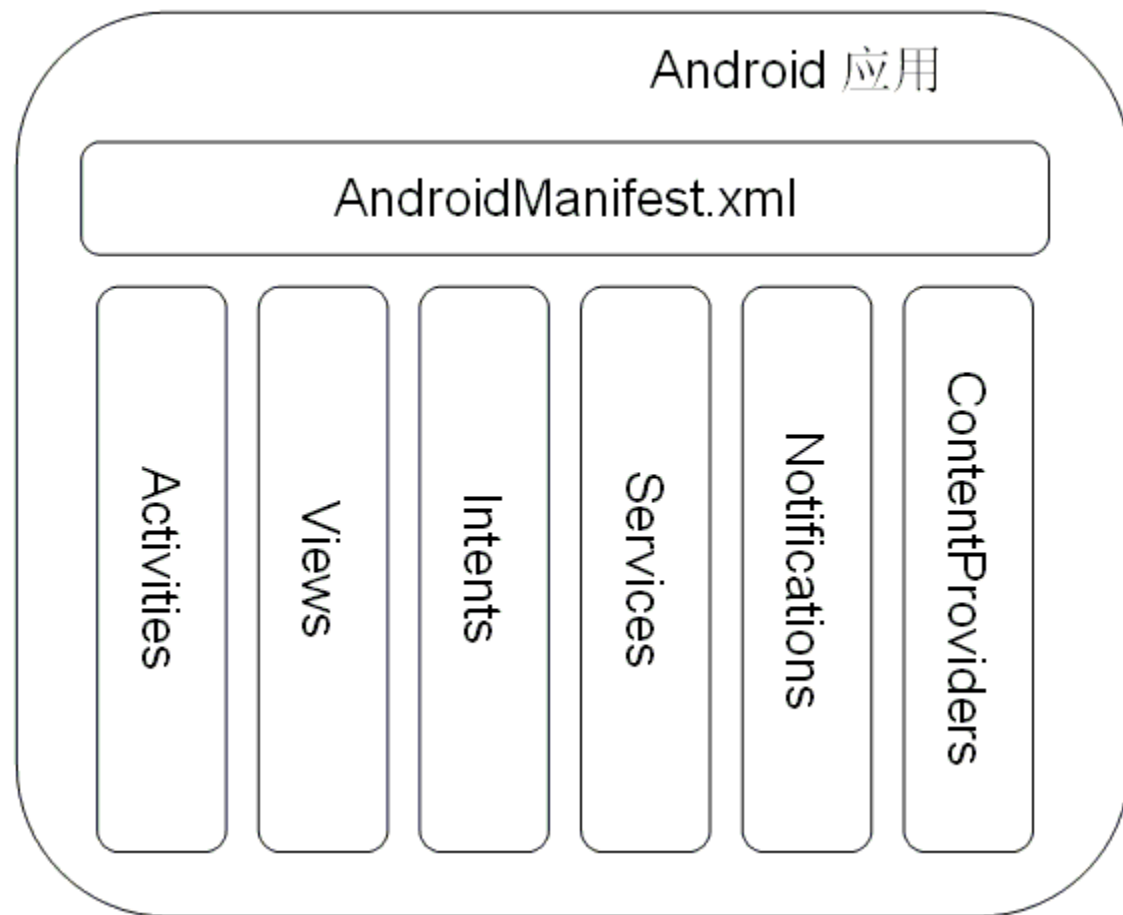 Android 应用
AndroidManifest.xml
Activities
Views
Intents
Services
Notifications
ContentProviders